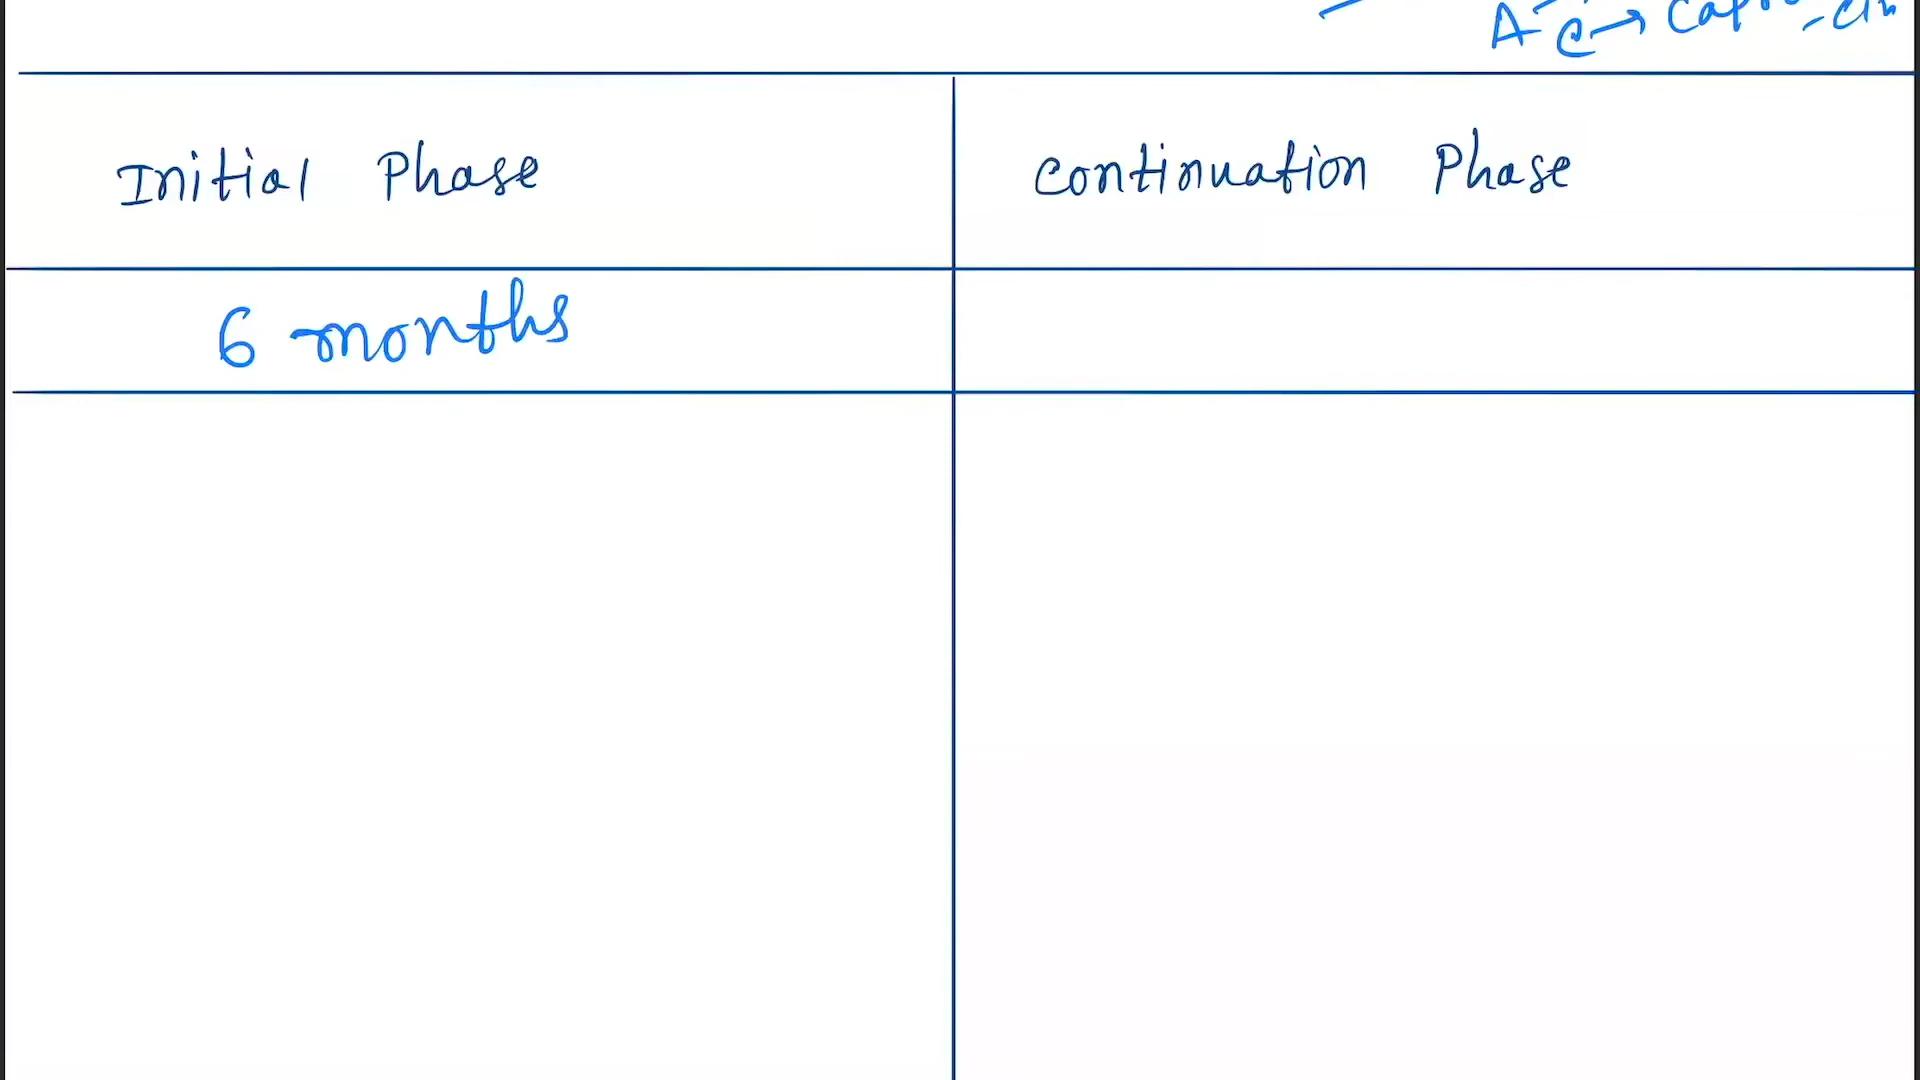 A C→
Initial Phase
Continuation Phase
6 months